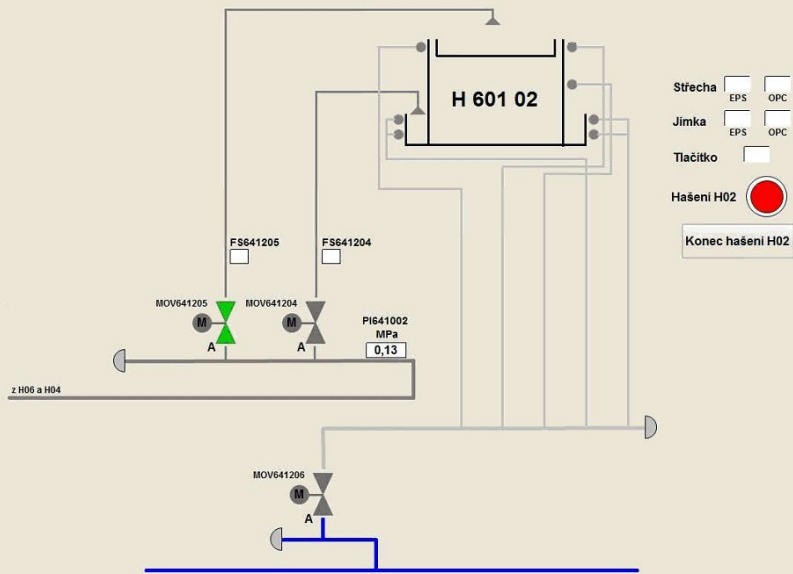 H 601 02
Střecha
EPS
OPC
Jímka
EPS
OPC
Tlačítko
Hašení H02
Konec hašení H02
FS641205
FS641204
MOV641205
MOV641204
M
M
A
A
PI641002
MPa
0,13
z H06 a H04
MOV641206
M
A